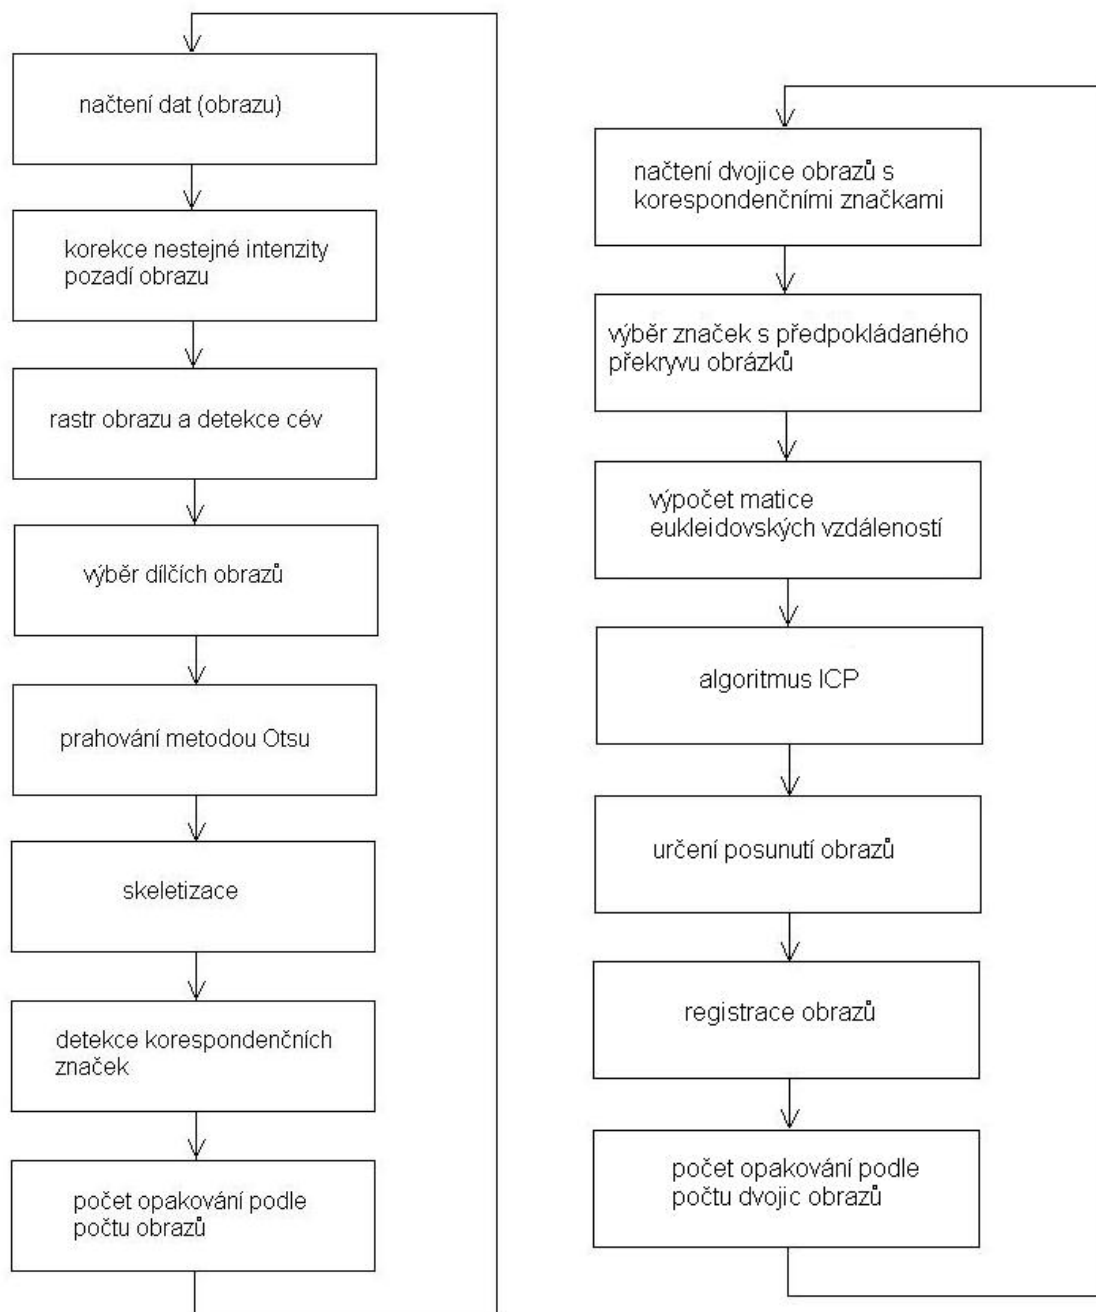 načtení dat (obrazu)
korekce nestejné intenzity
pozadí obrazu
rastr obrazu a detekce cév
výběr dílčích obrazů
prahování metodou Otsu
skeletizace
detekce korespondenčních
značek
počet opakování podle
počtu obrazů
načtení dvojice obrazů s
korespondenčními značkami
výběr značek s předpokládaného
překryvu obrázků
výpočet matice
eukleidovských vzdáleností
algoritmus ICP
určení posunutí obrazů
registrace obrazů
počet opakování podle
počtu dvojic obrazů